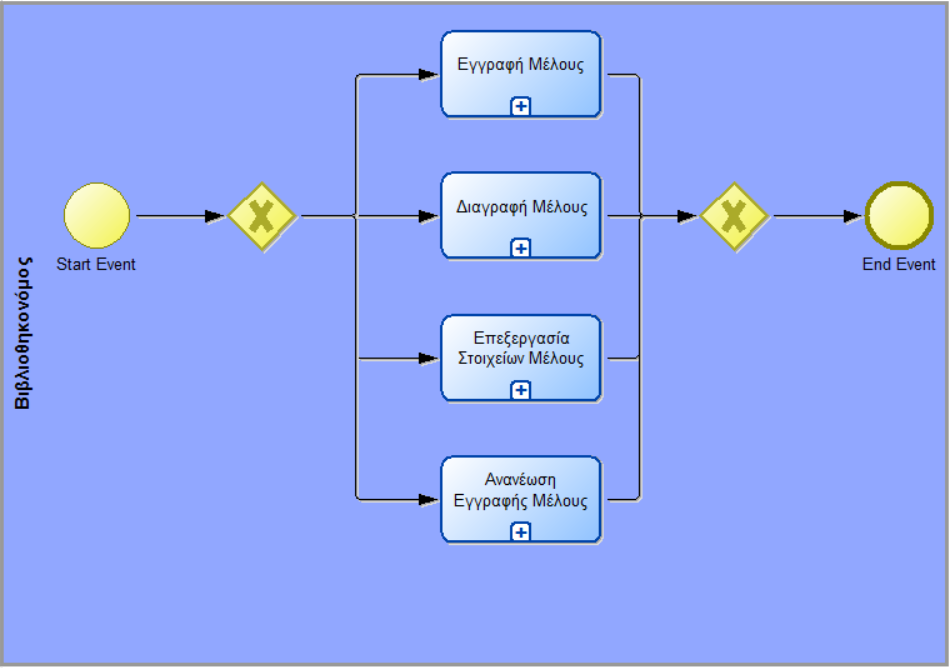 Εγγραφή Μέλους
Διαγραφή Μέλους
Start Event
End Event
Βιβλιοθηκονόμος
Επεξεργασία
Στοιχείων Μέλους
Ανανέωση
Εγγραφής Μέλους